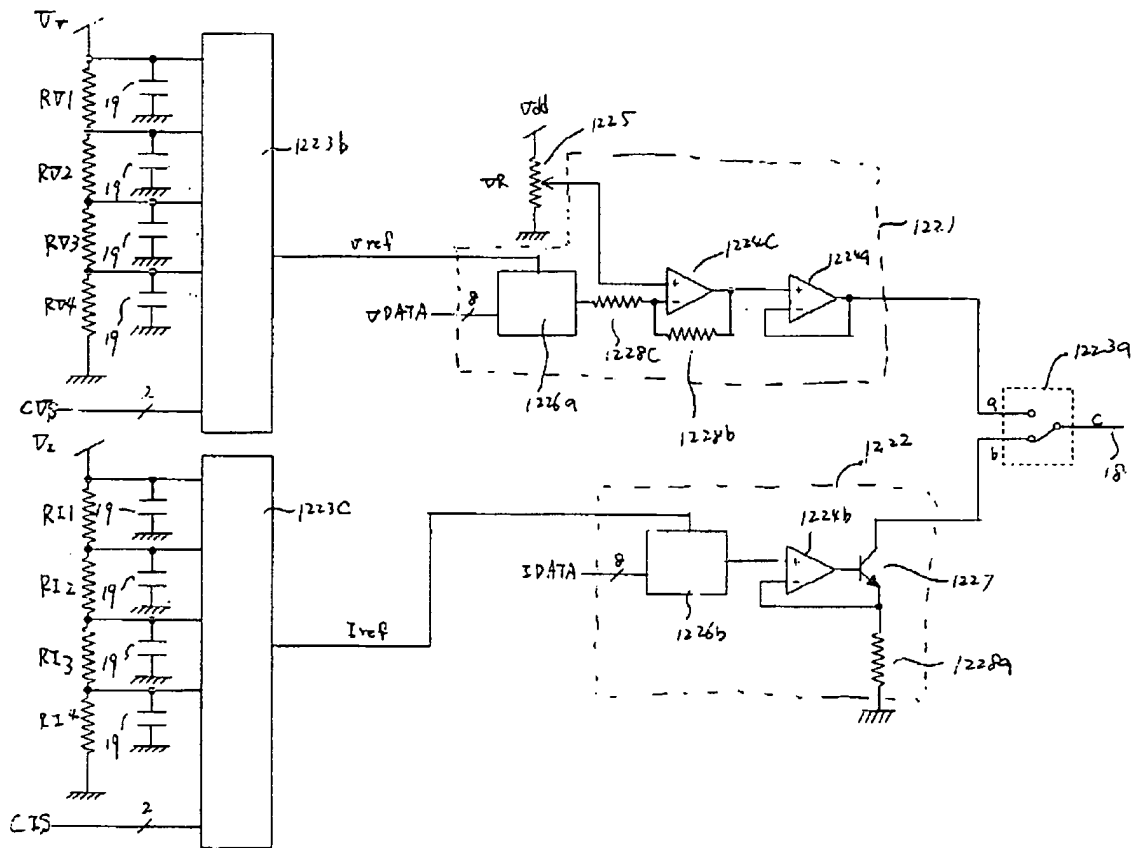 Vr
RV1
19
RV2
19
RV3
19
RV4
19
CVS
2
1223b
Vref
VDATA
8
1226a
Vdd
1225
VR
1228C
1228b
1224C
1224a
1221
1223a
a
b
c
18
VI
RI1
19
RI2
19
RI3
19
RI4
19
CIS
2
1223C
Iref
IDATA
8
1226b
1222
1224b
1227
1228a